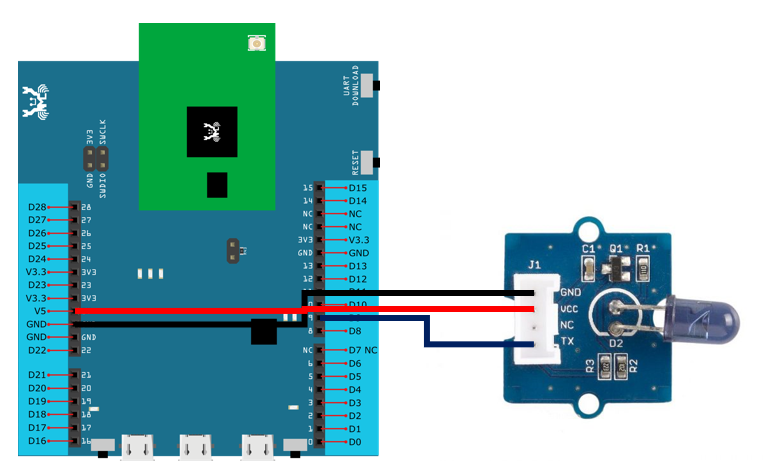 UART
DOWNLOAD
3V3
SWCLK
GND
SWDIO
RESET
D28 28
D27 27
D26 26
D25 25
D24 24
V3.3 3V3
D23 23
V3.3 3V3
V5
GND
GND GND
D22 22
D21 21
D20 20
D19 19
D18 18
D17 17
D16 16
15 D15
14 D14
NC NC
NC NC
3V3 V3.3
GND GND
13 D13
12 D12
D10
8 D8
NC D7 NC
6 D6
5 D5
4 D4
3 D3
2 D2
1 D1
0 D0
C1 Q1 R1
J1
GND
VCC
NC
TX
D2
R3
R2